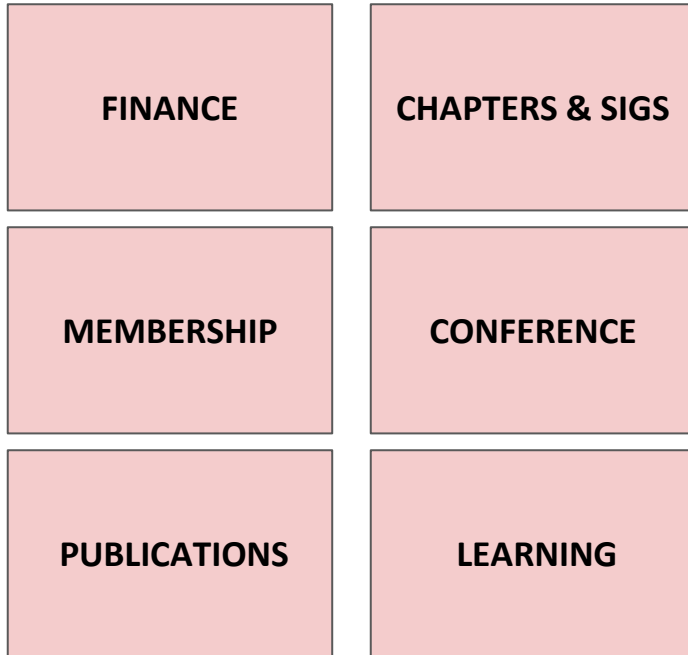 FINANCE
CHAPTERS & SIGS
MEMBERSHIP
CONFERENCE
PUBLICATIONS
LEARNING